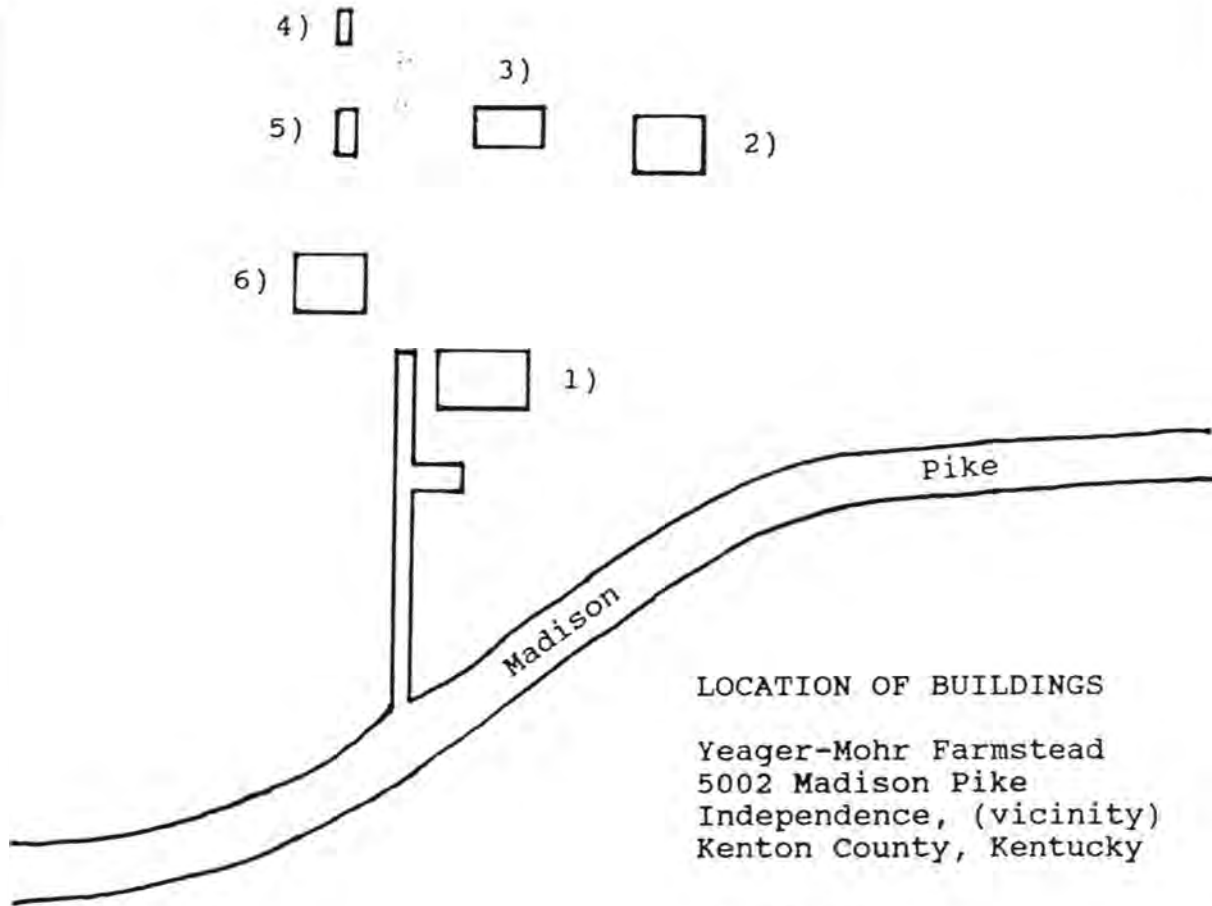 4)
3)
5)
2)
6)
1)
Pike
Madison
LOCATION OF BUILDINGS
Yeager-Mohr Farmstead
5002 Madison Pike
Independence, (vicinity)
Kenton County, Kentucky